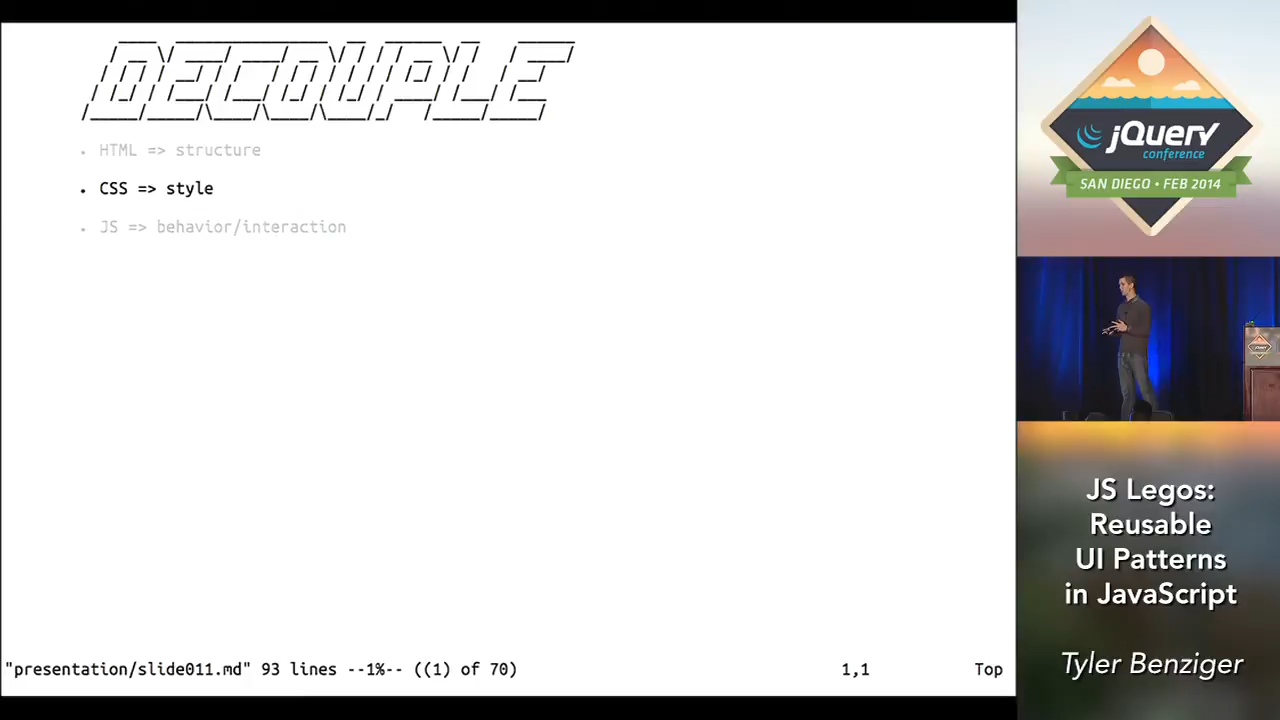 DECOUPLE
. HTML => structure
. CSS => style
. JS => behavior/interaction
"presentation/slide011.md" 93 lines --1%-- ((1) of 70) 1,1 Top
jQuery
conference
SAN DIEGO • FEB 2014
JS Legos:
Reusable
UI Patterns
in JavaScript
Tyler Benziger